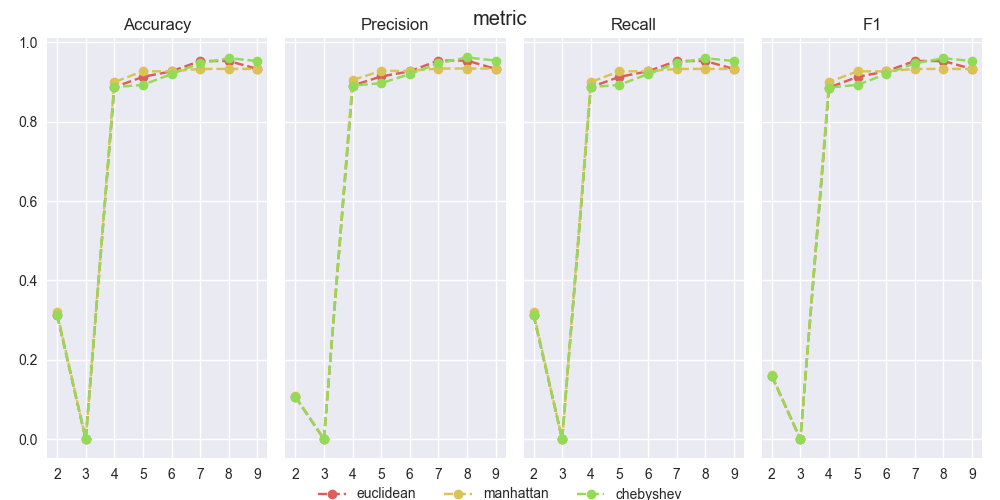 metric
Accuracy Precision Recall F1
1.0
0.8
0.6
0.4
0.2
0.0
2 3 4 5 6 7 8 9 2 3 4 5 6 7 8 9 2 3 4 5 6 7 8 9 2 3 4 5 6 7 8 9
euclidean manhattan chebyshev